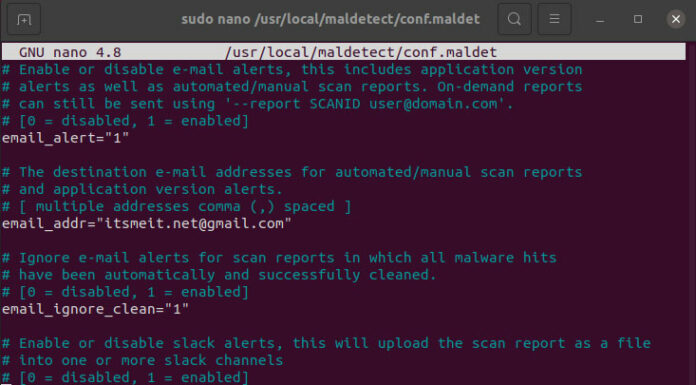 sudo nano /usr/local/maldetect/conf.maldet
GNU nano 4.8 /usr/local/maldetect/conf.maldet
# Enable or disable e-mail alerts, this includes application version
# alerts as well as automated/manual scan reports. On-demand reports
# can still be sent using '--report SCANID user@domain.com'.
# [0 = disabled, 1 = enabled]
email_alert="1"
# The destination e-mail addresses for automated/manual scan reports
# and application version alerts.
# [ multiple addresses comma (,) spaced ]
email_addr="itsmeit.net@gmail.com"
# Ignore e-mail alerts for scan reports in which all malware hits
# have been automatically and successfully cleaned.
# [0 = disabled, 1 = enabled]
email_ignore_clean="1"
# Enable or disable slack alerts, this will upload the scan report as a file
# into one or more slack channels
# [0 = disabled, 1 = enabled]